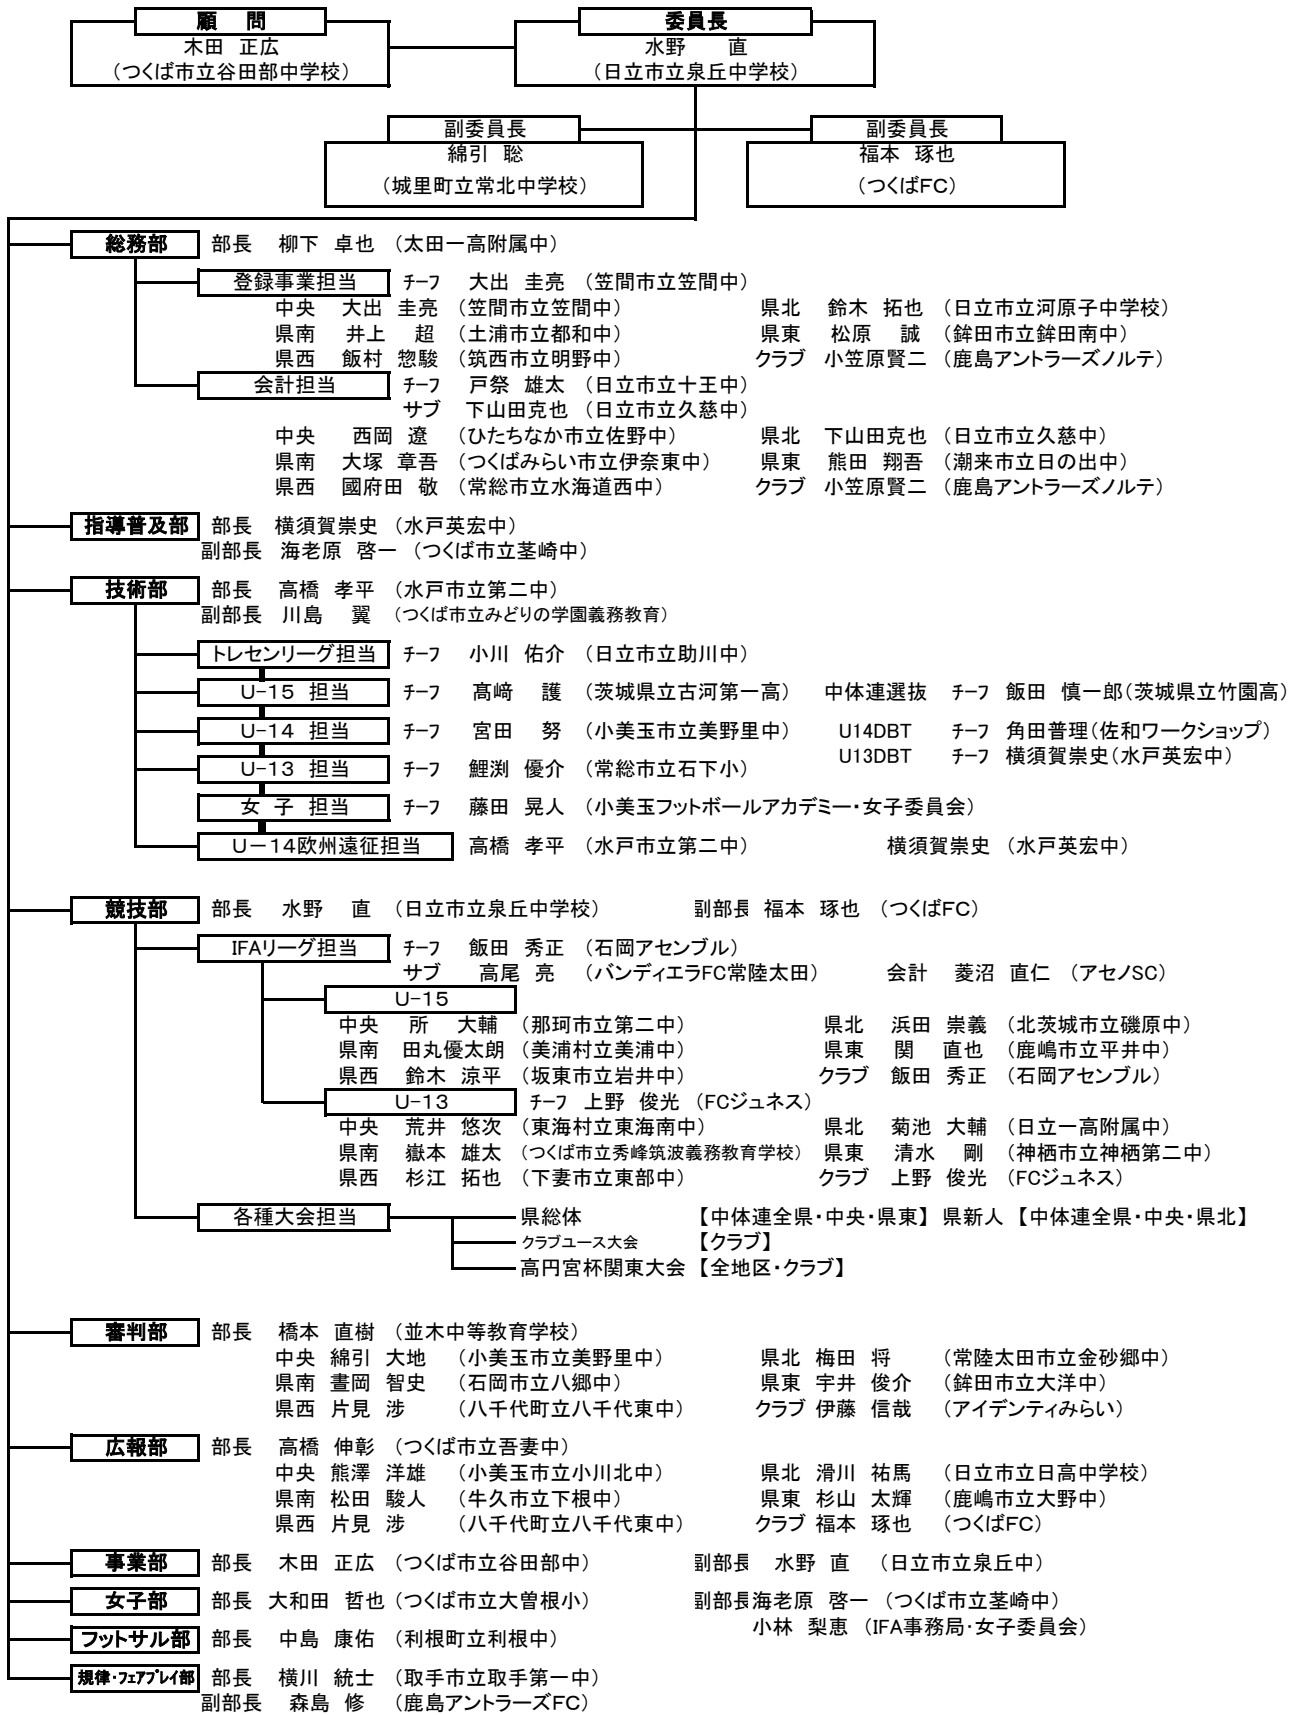 顧　問　委員長
木田 正広　水野　直
（つくば市立谷田部中学校）　（日立市立泉丘中学校）
副委員長　副委員長
綿引 聡　福本 琢也
（城里町立常北中学校）　（つくばFC）
総務部　部長　柳下 卓也　（太田一高附属中）
登録事業担当　ﾁｰﾌ　大出 圭亮　（笠間市立笠間中）
中央　大出 圭亮　（笠間市立笠間中）　県北　鈴木 拓也　（日立市立河原子中学校）
県南　井上　超　（土浦市立都和中）　県東　松原　誠　（鉾田市立鉾田南中）
県西　飯村 惣駿　（筑西市立明野中）　クラブ　小笠原賢二　（鹿島アントラーズノルテ）
会計担当　ﾁｰﾌ　戸祭 雄太　（日立市立十王中）
サブ　下山田克也　（日立市立久慈中）
中央　西岡 遼　（ひたちなか市立佐野中）　県北　下山田克也　（日立市立久慈中）
県南　大塚 章吾　（つくばみらい市立伊奈東中）　県東　熊田 翔吾　（潮来市立日の出中）
県西　國府田 敬　（常総市立水海道西中）　クラブ　小笠原賢二　（鹿島アントラーズノルテ）
指導普及部　部長　横須賀崇史　（水戸英宏中）
副部長　海老原 啓一　（つくば市立茎崎中）
技術部　部長　高橋 孝平　（水戸市立第二中）
副部長　川島　翼　（つくば市立みどりの学園義務教育）
トレセンリーグ担当　ﾁｰﾌ　小川 佑介　（日立市立助川中）
U-15 担当　ﾁｰﾌ　髙﨑　護　（茨城県立古河第一高）　中体連選抜　ﾁｰﾌ　飯田 慎一郎（茨城県立竹園高）
U-14 担当　ﾁｰﾌ　宮田　努　（小美玉市立美野里中）　U14DBT　ﾁｰﾌ　角田普理（佐和ワークショップ）
U13DBT　ﾁｰﾌ　横須賀崇史（水戸英宏中）
U-13 担当　ﾁｰﾌ　鯉渕 優介　（常総市立石下小）
女 子 担当　ﾁｰﾌ　藤田 晃人　（小美玉フットボールアカデミー・女子委員会）
U－14欧州遠征担当　高橋 孝平　（水戸市立第二中）　横須賀崇史　（水戸英宏中）
競技部　部長　水野　直　（日立市立泉丘中学校）　副部長　福本 琢也　（つくばFC）
IFAリーグ担当　ﾁｰﾌ　飯田 秀正　（石岡アセンブル）
サブ　高尾 亮　（バンディエラFC常陸太田）　会計　菱沼 直仁　（アセノSC）
U-15
中央　所　大輔　（那珂市立第二中）　県北　浜田 崇義　（北茨城市立磯原中）
県南　田丸優太朗　（美浦村立美浦中）　県東　関　直也　（鹿嶋市立平井中）
県西　鈴木 涼平　（坂東市立岩井中）　クラブ　飯田 秀正　（石岡アセンブル）
U-13　ﾁｰﾌ　上野 俊光　（FCジュネス）
中央　荒井 悠次　（東海村立東海南中）　県北　菊池 大輔　（日立一高附属中）
県南　嶽本 雄太　（つくば市立秀峰筑波義務教育学校）　県東　清水　剛　（神栖市立神栖第二中）
県西　杉江 拓也　（下妻市立東部中）　クラブ　上野 俊光　（FCジュネス）
各種大会担当　県総体　【中体連全県・中央・県東】　県新人　【中体連全県・中央・県北】
クラブユース大会　【クラブ】
高円宮杯関東大会　【全地区・クラブ】
審判部　部長　橋本 直樹　（並木中等教育学校）
中央　綿引 大地　（小美玉市立美野里中）　県北　梅田 将　（常陸太田市立金砂郷中）
県南　晝岡 智史　（石岡市立八郷中）　県東　宇井 俊介　（鉾田市立大洋中）
県西　片見 渉　（八千代町立八千代東中）　クラブ　伊藤 信哉　（アイデンティみらい）
広報部　部長　高橋 伸彰　（つくば市立吾妻中）
中央　熊澤 洋雄　（小美玉市立小川北中）　県北　滑川 祐馬　（日立市立日高中学校）
県南　松田 駿人　（牛久市立下根中）　県東　杉山 太輝　（鹿嶋市立大野中）
県西　片見 渉　（八千代町立八千代東中）　クラブ　福本 琢也　（つくばFC）
事業部　部長　木田 正広　（つくば市立谷田部中）　副部長　水野 直　（日立市立泉丘中）
女子部　部長　大和田 哲也　（つくば市立大曽根小）　副部長　海老原 啓一　（つくば市立茎崎中）
小林 梨恵　（IFA事務局・女子委員会）
フットサル部　部長　中島 康佑　（利根町立利根中）
規律・ﾌｪｱﾌﾟﾚｲ部　部長　横川 統士　（取手市立取手第一中）
副部長　森島 修　（鹿島アントラーズFC）